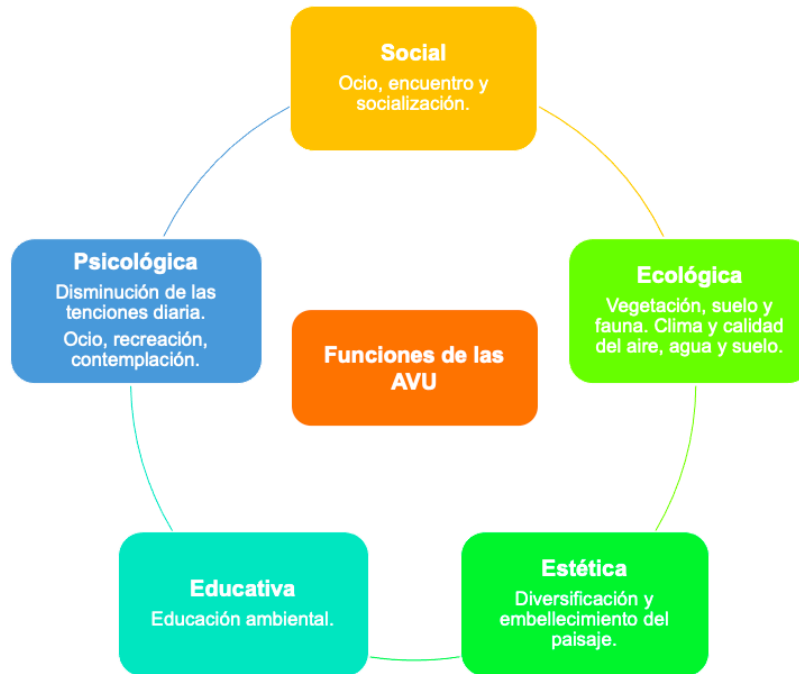 Social
Ocio, encuentro y
socialización.
Psicológica
Disminución de las
tenciones diaria.
Ocio, recreación,
contemplación.
Ecológica
Vegetación, suelo y
fauna. Clima y calidad
del aire, agua y suelo.
Funciones de las
AVU
Educativa
Educación ambiental.
Estética
Diversificación y
embellecimiento del
paisaje.